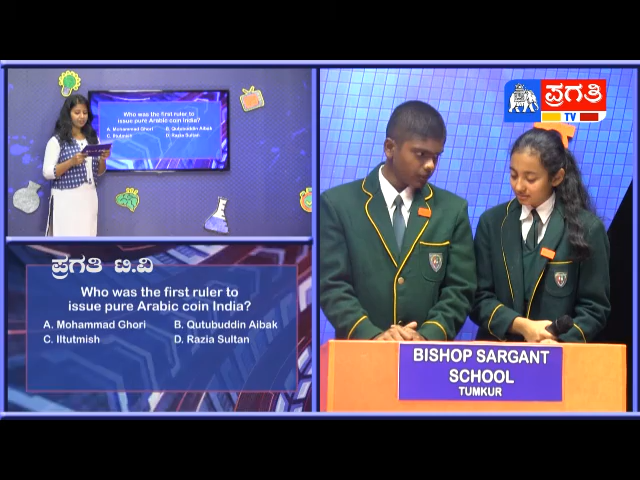 Who was the first ruler to
issue pure Arabic coin India?
A. Mohammad Ghori B. Qutubuddin Aibak
C. Iltutmish D. Razia Sultan
ಪ್ರಗತಿ
TV
ಪ್ರಗತಿ ಟಿ.ವಿ
Who was the first ruler to
issue pure Arabic coin India?
A. Mohammad Ghori B. Qutubuddin Aibak
C. Iltutmish D. Razia Sultan
BISHOP SARGANT
SCHOOL
TUMKUR